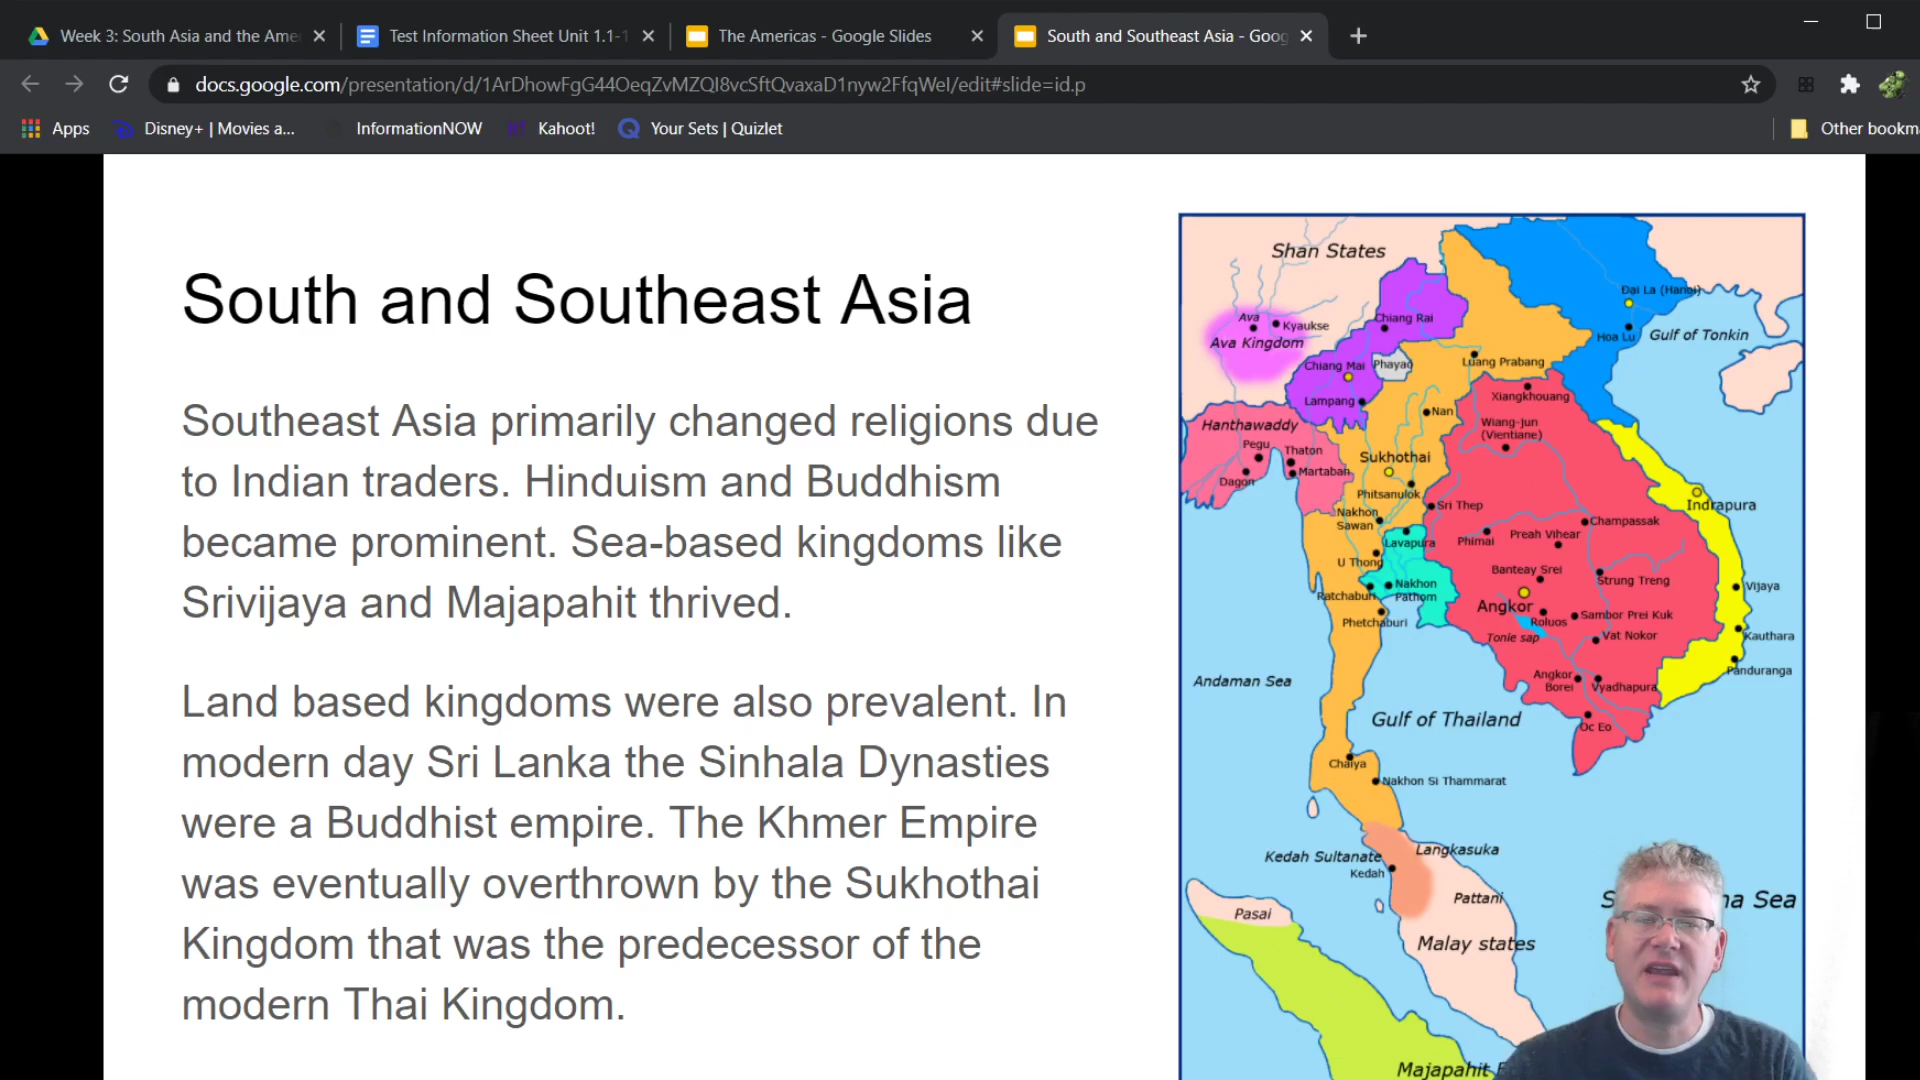 Week 3: South Asia and the Ame
Test Information Sheet Unit 1.1-1
The Americas - Google Slides
South and Southeast Asia - Goog
docs.google.com/presentation/d/1ArDhowFgG44OeqZvMZQI8vcSftQvaxaD1nyw2FfqWeI/edit#slide=id.p
Apps
Disney+ | Movies a...
InformationNOW
Kahoot!
Your Sets | Quizlet
Other bookma
South and Southeast Asia
Southeast Asia primarily changed religions due
to Indian traders. Hinduism and Buddhism
became prominent. Sea-based kingdoms like
Srivijaya and Majapahit thrived.
Land based kingdoms were also prevalent. In
modern day Sri Lanka the Sinhala Dynasties
were a Buddhist empire. The Khmer Empire
was eventually overthrown by the Sukhothai
Kingdom that was the predecessor of the
modern Thai Kingdom.
Shan States
Đai La (Hanoi)
Ava
Kyaukse
Chiang Rai
Hoa Lu
Gulf of Tonkin
Ava Kingdom
Luang Prabang
Chiang Mai
Phayao
Xiangkhouang
Lampang
Nan
Hanthawaddy
Wiang-jun
(Vientiane)
Pegu
Thaton
Sukhothai
Martaban
Dagon
Phitsanulok
Sri Thep
Indrapura
Nakhon
Sawan
Champassak
Lavapura
Phimai
Preah Vihear
U Thong
Banteay Srei
Strung Treng
Nakhon
Pathom
Vijaya
Ratchaburi
Angkor
Roluos
Sambor Prei Kuk
Phetchaburi
Tonle sap
Vat Nokor
Kauthara
Panduranga
Andaman Sea
Angkor
Borei
Vyadhapura
Gulf of Thailand
Oc Eo
Chaiya
Nakhon Si Thammarat
Langkasuka
Kedah Sultanate
Kedah
Pattani
S
na Sea
Pasai
Malay states
Majapahit E